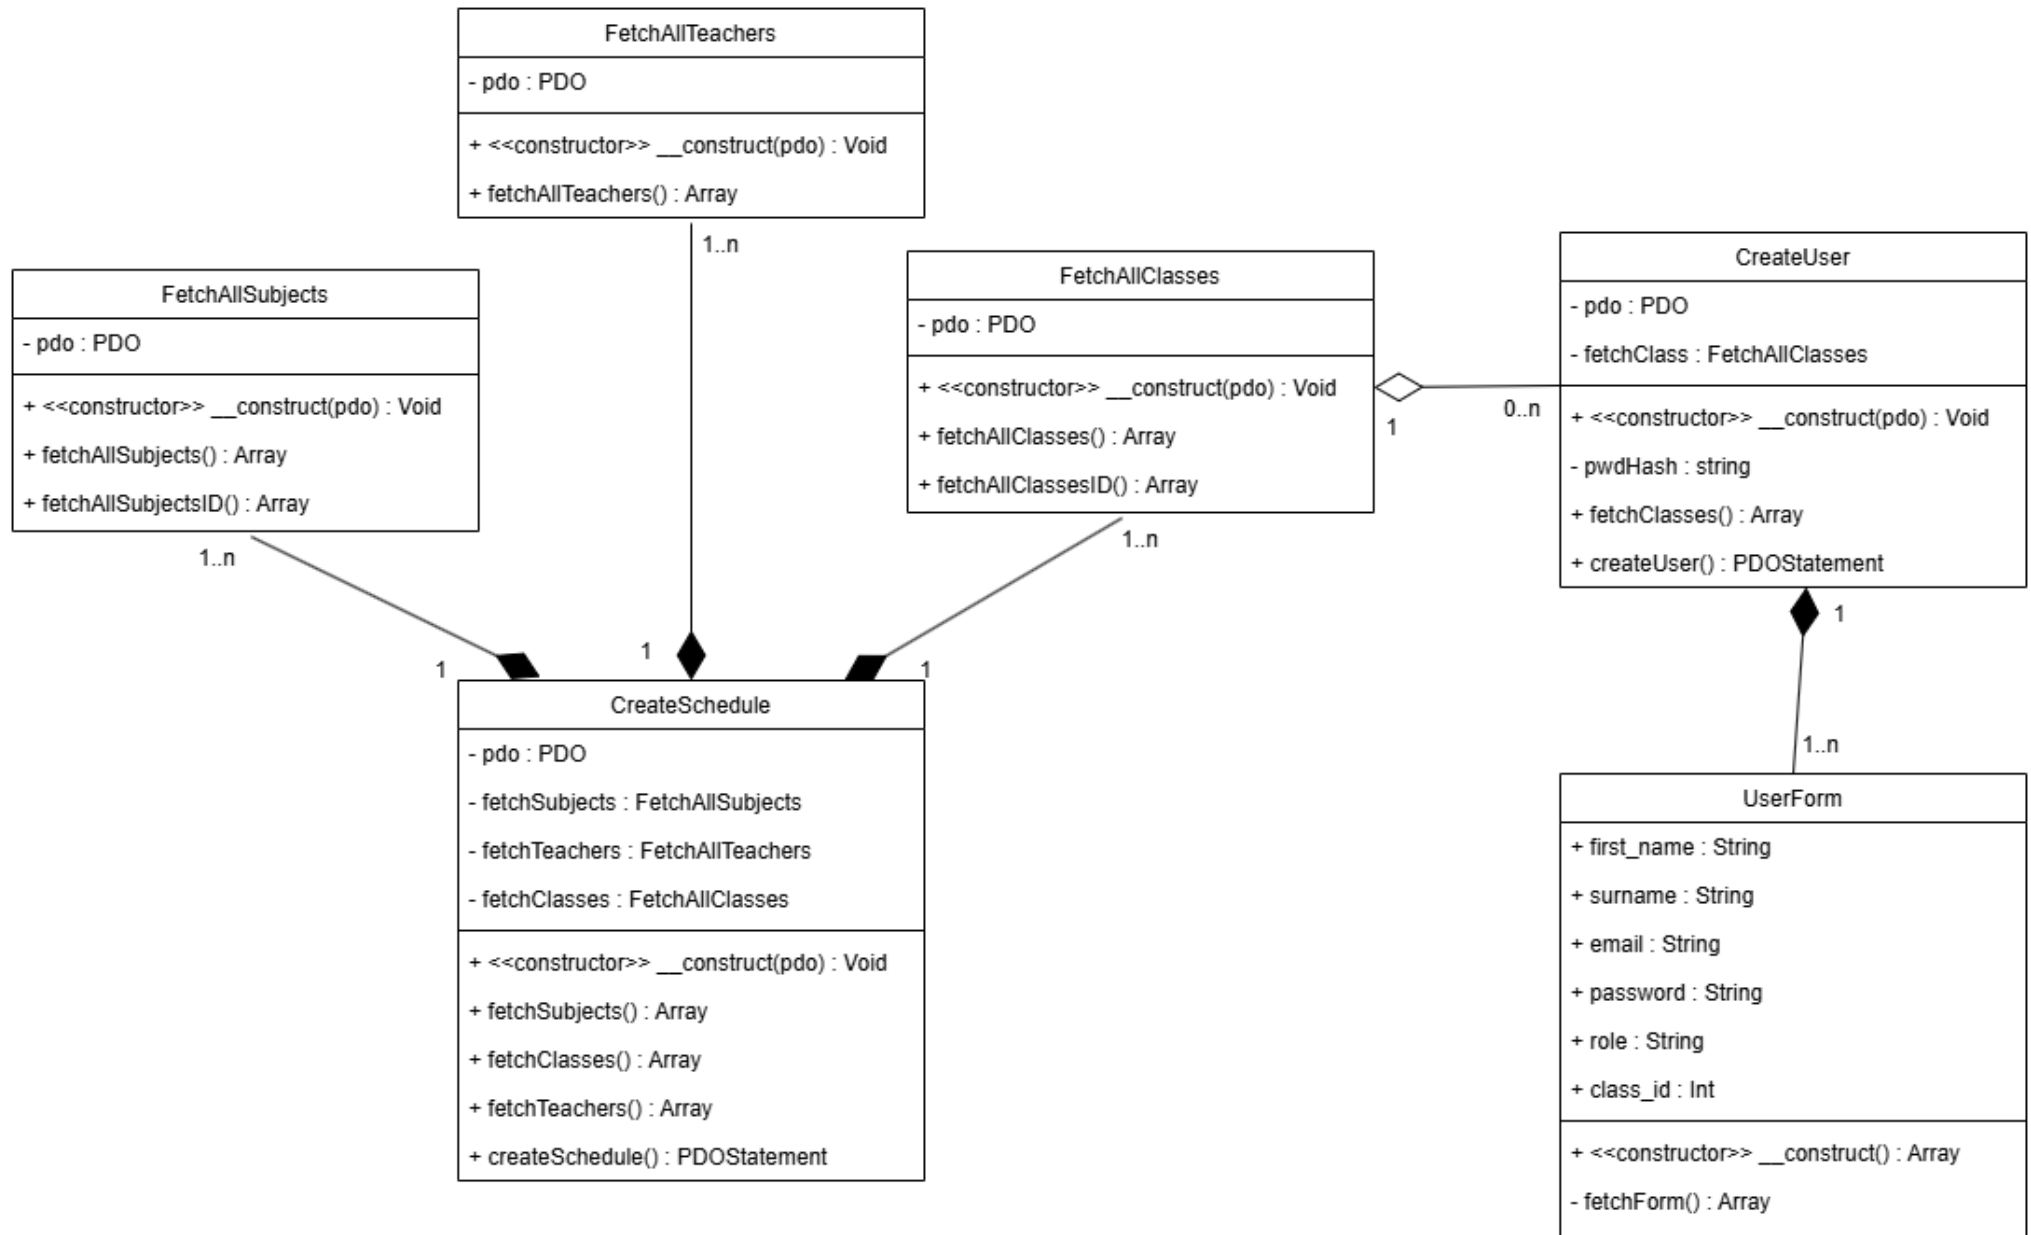 FetchAllTeachers
- pdo : PDO
+ <<constructor>> __construct(pdo) : Void
+ fetchAllTeachers() : Array
1..n
FetchAllSubjects
- pdo : PDO
+ <<constructor>> __construct(pdo) : Void
+ fetchAllSubjects() : Array
+ fetchAllSubjectsID() : Array
1..n
FetchAllClasses
- pdo : PDO
+ <<constructor>> __construct(pdo) : Void
+ fetchAllClasses() : Array
+ fetchAllClassesID() : Array
1..n
1
0..n
CreateUser
- pdo : PDO
- fetchClass : FetchAllClasses
+ <<constructor>> __construct(pdo) : Void
- pwdHash : string
+ fetchClasses() : Array
+ createUser() : PDOStatement
1
1..n
1
1
1
CreateSchedule
- pdo : PDO
- fetchSubjects : FetchAllSubjects
- fetchTeachers : FetchAllTeachers
- fetchClasses : FetchAllClasses
+ <<constructor>> __construct(pdo) : Void
+ fetchSubjects() : Array
+ fetchClasses() : Array
+ fetchTeachers() : Array
+ createSchedule() : PDOStatement
UserForm
+ first_name : String
+ surname : String
+ email : String
+ password : String
+ role : String
+ class_id : Int
+ <<constructor>> __construct() : Array
- fetchForm() : Array